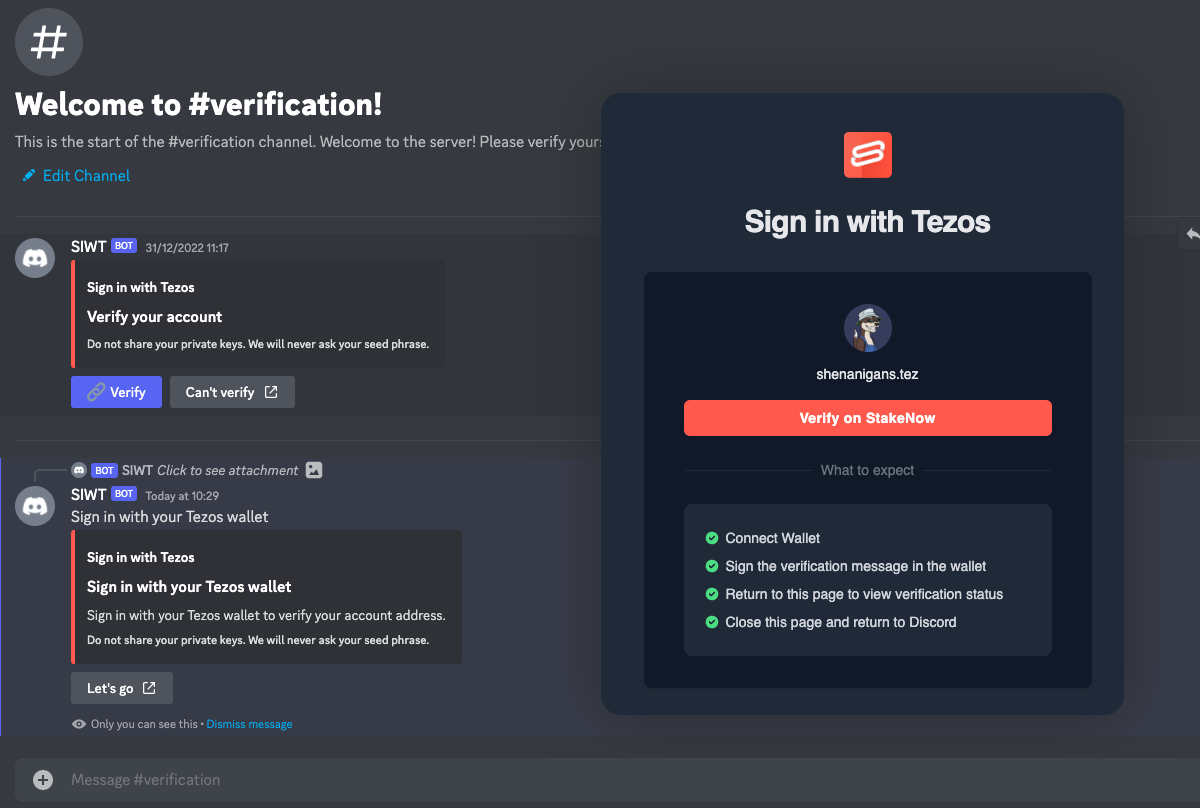 Welcome to #verification!
This is the start of the #verification channel. Welcome to the server! Please verify yours
Edit Channel
SIWT BOT 31/12/2022 11:17
Sign in with Tezos
Verify your account
Do not share your private keys. We will never ask your seed phrase.
Verify
Can't verify
BOT SIWT Click to see attachment
SIWT BOT Today at 10:29
Sign in with your Tezos wallet
Sign in with Tezos
Sign in with your Tezos wallet
Sign in with your Tezos wallet to verify your account address.
Do not share your private keys. We will never ask your seed phrase.
Let's go
Only you can see this • Dismiss message
Message #verification
Sign in with Tezos
shenanigans.tez
Verify on StakeNow
What to expect
Connect Wallet
Sign the verification message in the wallet
Return to this page to view verification status
Close this page and return to Discord